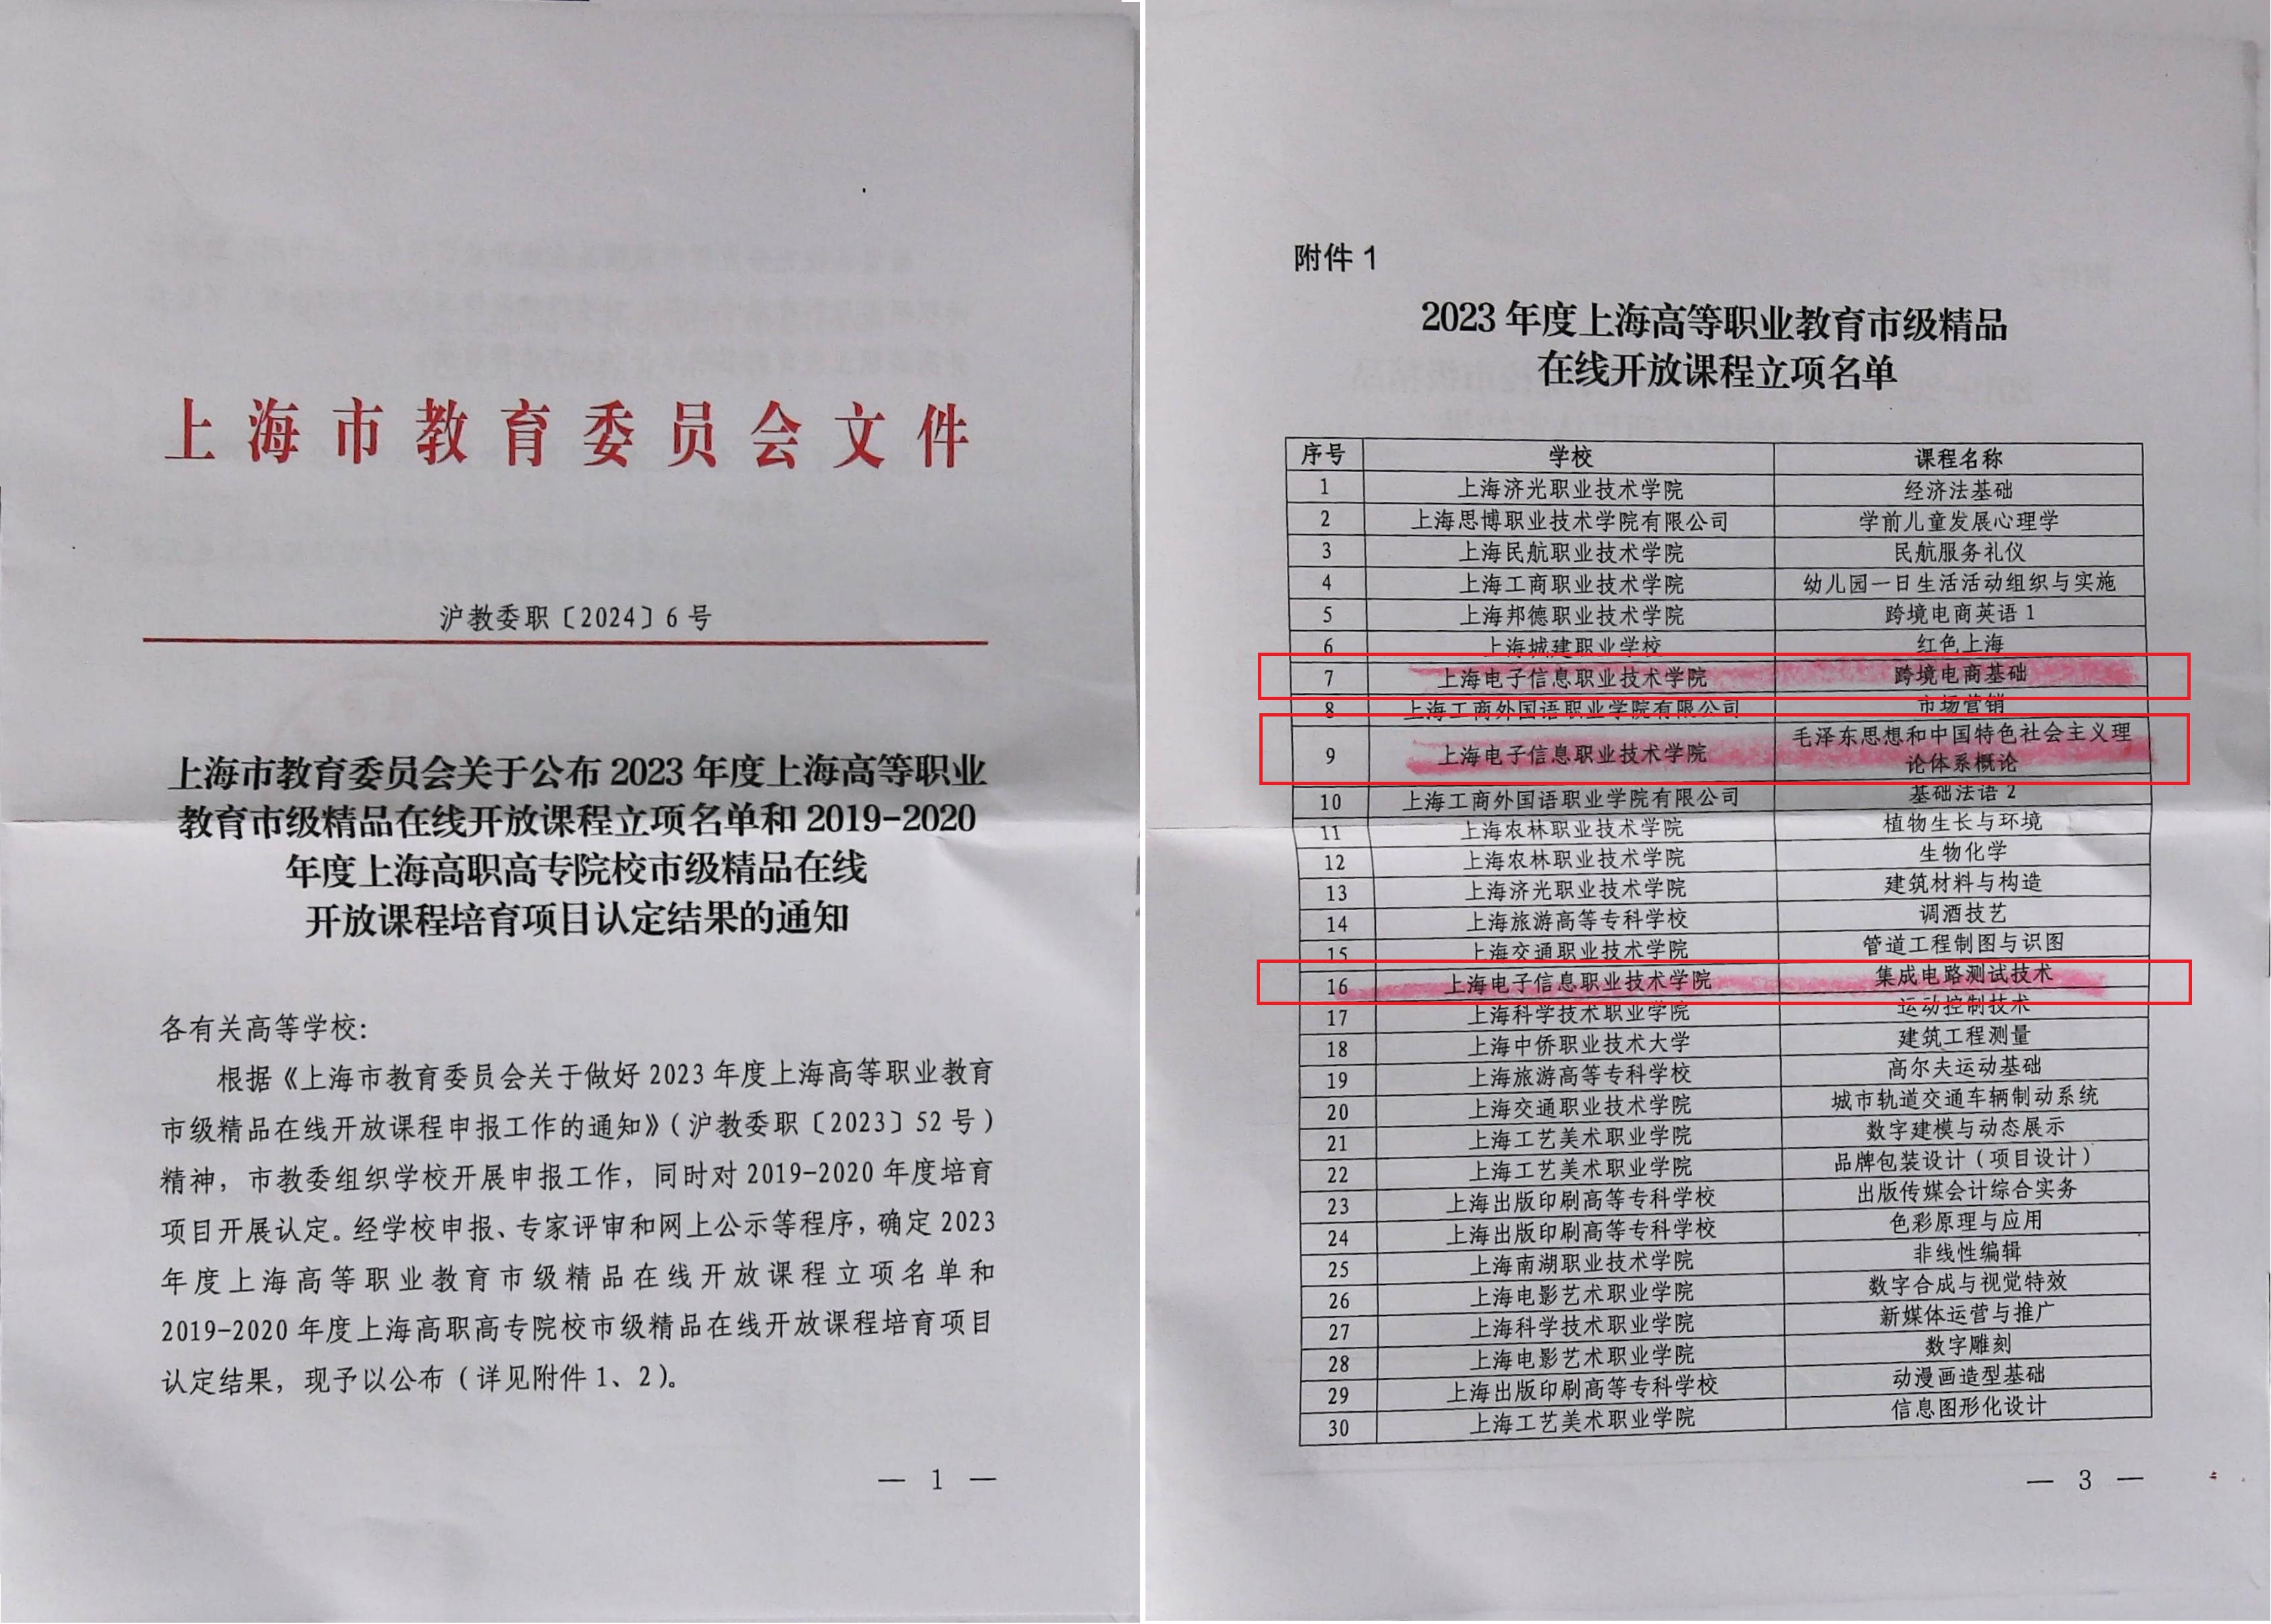 上海市教育委员会文件
沪教委职〔2024〕6号
上海市教育委员会关于公布2023年度上海高等职业
教育市级精品在线开放课程立项名单和2019-2020
年度上海高职高专院校市级精品在线
开放课程培育项目认定结果的通知
各有关高等学校：
根据《上海市教育委员会关于做好2023年度上海高等职业教育
市级精品在线开放课程申报工作的通知》（沪教委职〔2023〕52号）
精神，市教委组织学校开展申报工作，同时对2019-2020年度培育
项目开展认定。经学校申报、专家评审和网上公示等程序，确定2023
年度上海高等职业教育市级精品在线开放课程立项名单和
2019-2020年度上海高职高专院校市级精品在线开放课程培育项目
认定结果，现予以公布（详见附件1、2）。
— 1 —
附件1
2023年度上海高等职业教育市级精品
在线开放课程立项名单
序号 学校 课程名称
1 上海济光职业技术学院 经济法基础
2 上海思博职业技术学院有限公司 学前儿童发展心理学
3 上海民航职业技术学院 民航服务礼仪
4 上海工商职业技术学院 幼儿园一日生活活动组织与实施
5 上海邦德职业技术学院 跨境电商英语1
6 上海城建职业学校 红色上海
7 上海电子信息职业技术学院 跨境电商基础
8 上海工商外国语职业学院有限公司 市场营销
9 上海电子信息职业技术学院 毛泽东思想和中国特色社会主义理
论体系概论
10 上海工商外国语职业学院有限公司 基础法语2
11 上海农林职业技术学院 植物生长与环境
12 上海农林职业技术学院 生物化学
13 上海济光职业技术学院 建筑材料与构造
14 上海旅游高等专科学校 调酒技艺
15 上海交通职业技术学院 管道工程制图与识图
16 上海电子信息职业技术学院 集成电路测试技术
17 上海科学技术职业学院 运动控制技术
18 上海中侨职业技术大学 建筑工程测量
19 上海旅游高等专科学校 高尔夫运动基础
20 上海交通职业技术学院 城市轨道交通车辆制动系统
21 上海工艺美术职业学院 数字建模与动态展示
22 上海工艺美术职业学院 品牌包装设计（项目设计）
23 上海出版印刷高等专科学校 出版传媒会计综合实务
24 上海出版印刷高等专科学校 色彩原理与应用
25 上海南湖职业技术学院 非线性编辑
26 上海电影艺术职业学院 数字合成与视觉特效
27 上海科学技术职业学院 新媒体运营与推广
28 上海电影艺术职业学院 数字雕刻
29 上海出版印刷高等专科学校 动漫画造型基础
30 上海工艺美术职业学院 信息图形化设计
— 3 —